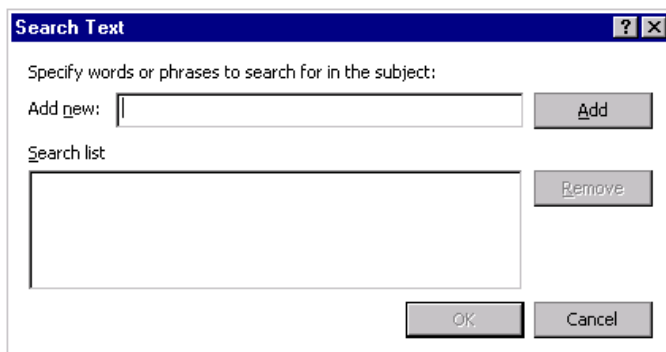 Search Text
Specify words or phrases to search for in the subject:
Add new:
Add
Search list
Remove
OK
Cancel